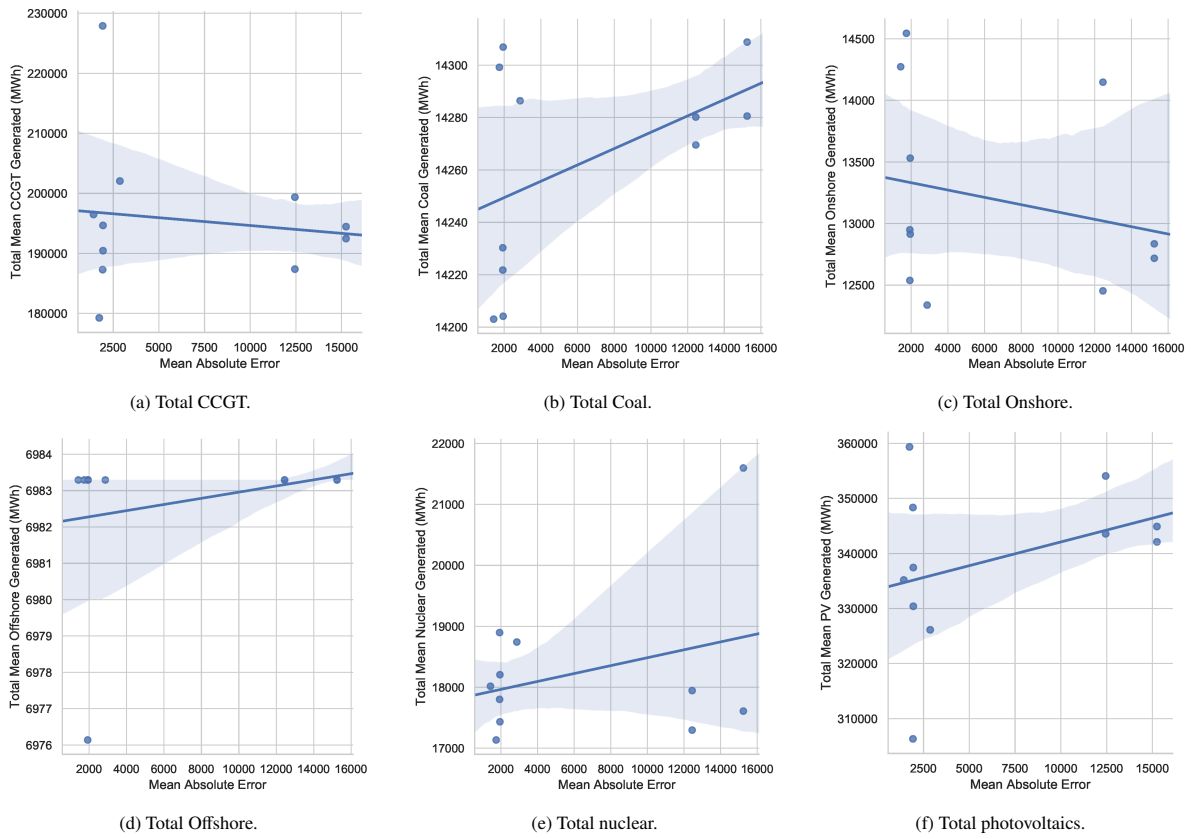 Total Mean CCGT Generated (MWh)
230000
220000
210000
200000
190000
180000
2500 5000 7500 10000 12500 15000
Mean Absolute Error
(a) Total CCGT.
Total Mean Coal Generated (MWh)
14300
14280
14260
14240
14220
14200
2000 4000 6000 8000 10000 12000 14000 16000
Mean Absolute Error
(b) Total Coal.
Total Mean Onshore Generated (MWh)
14500
14000
13500
13000
12500
2000 4000 6000 8000 10000 12000 14000 16000
Mean Absolute Error
(c) Total Onshore.
Total Mean Offshore Generated (MWh)
6984
6983
6982
6981
6980
6979
6978
6977
6976
2000 4000 6000 8000 10000 12000 14000 16000
Mean Absolute Error
(d) Total Offshore.
Total Mean Nuclear Generated (MWh)
22000
21000
20000
19000
18000
17000
2000 4000 6000 8000 10000 12000 14000 16000
Mean Absolute Error
(e) Total nuclear.
Total Mean PV Generated (MWh)
360000
350000
340000
330000
320000
310000
2500 5000 7500 10000 12500 15000
Mean Absolute Error
(f) Total photovoltaics.